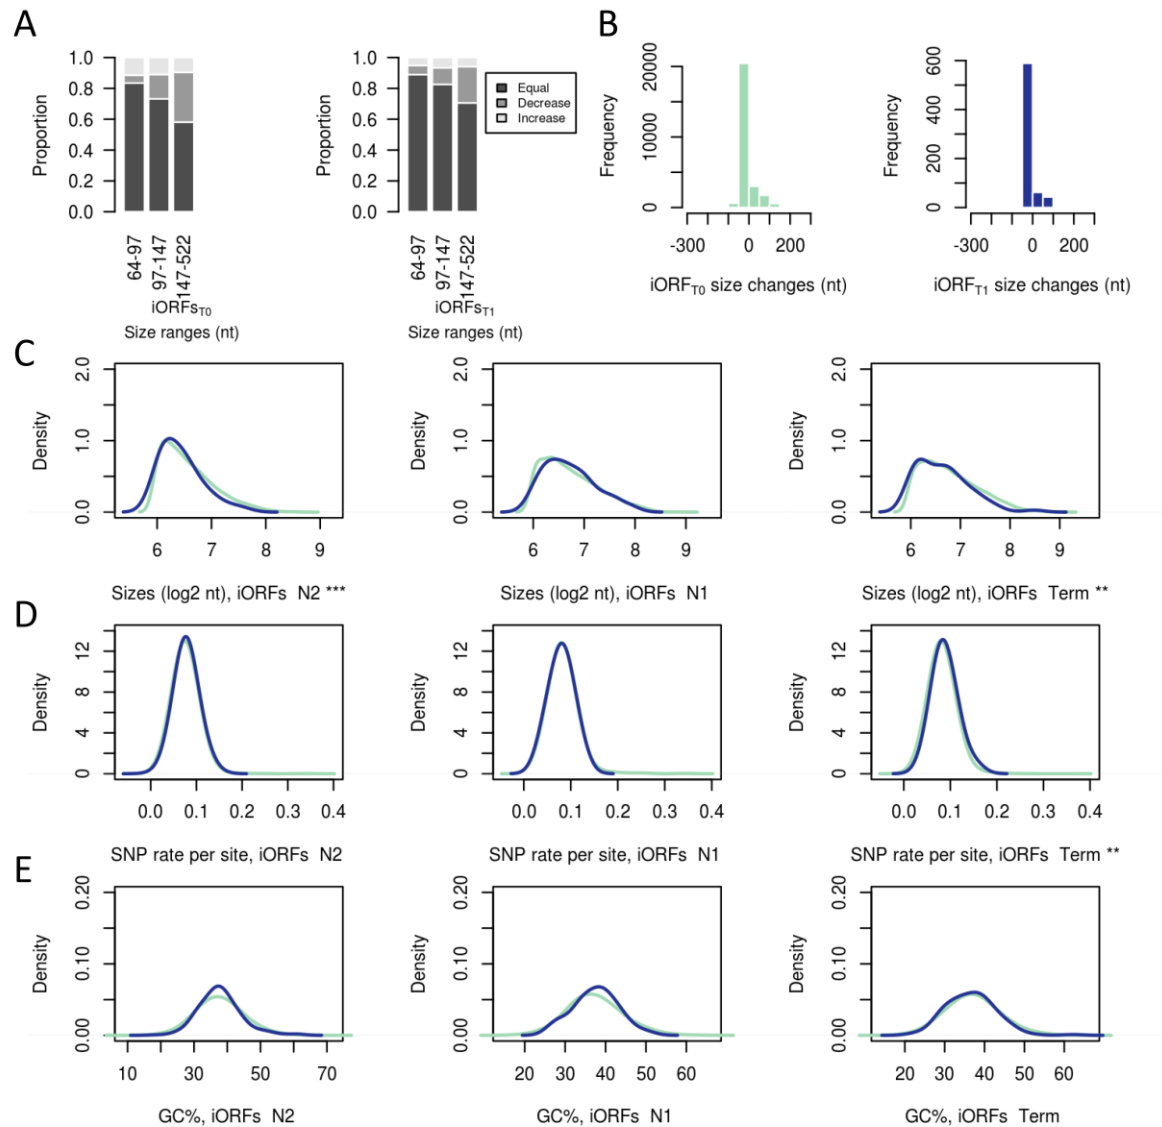 A
B
1.0
0.8
0.6
0.4
0.2
0.0
Proportion
64-97
97-147
147-522
iORFsT0
Size ranges (nt)
1.0
0.8
0.6
0.4
0.2
0.0
Proportion
64-97
97-147
147-522
iORFsT1
Size ranges (nt)
Equal
Decrease
Increase
20000
10000
0
Frequency
-300 0 200
iORFT0 size changes (nt)
600
400
200
0
Frequency
-300 0 200
iORFT1 size changes (nt)
C
2.0
1.0
0.0
Density
6 7 8 9
Sizes (log2 nt), iORFs N2 ***
2.0
1.0
0.0
Density
6 7 8 9
Sizes (log2 nt), iORFs N1
2.0
1.0
0.0
Density
6 7 8 9
Sizes (log2 nt), iORFs Term **
D
12
8
4
0
Density
0.0 0.1 0.2 0.3 0.4
SNP rate per site, iORFs N2
12
8
4
0
Density
0.0 0.1 0.2 0.3 0.4
SNP rate per site, iORFs N1
12
8
4
0
Density
0.0 0.1 0.2 0.3 0.4
SNP rate per site, iORFs Term **
E
0.20
0.10
0.00
Density
10 30 50 70
GC%, iORFs N2
0.20
0.10
0.00
Density
20 30 40 50 60
GC%, iORFs N1
0.20
0.10
0.00
Density
20 30 40 50 60
GC%, iORFs Term